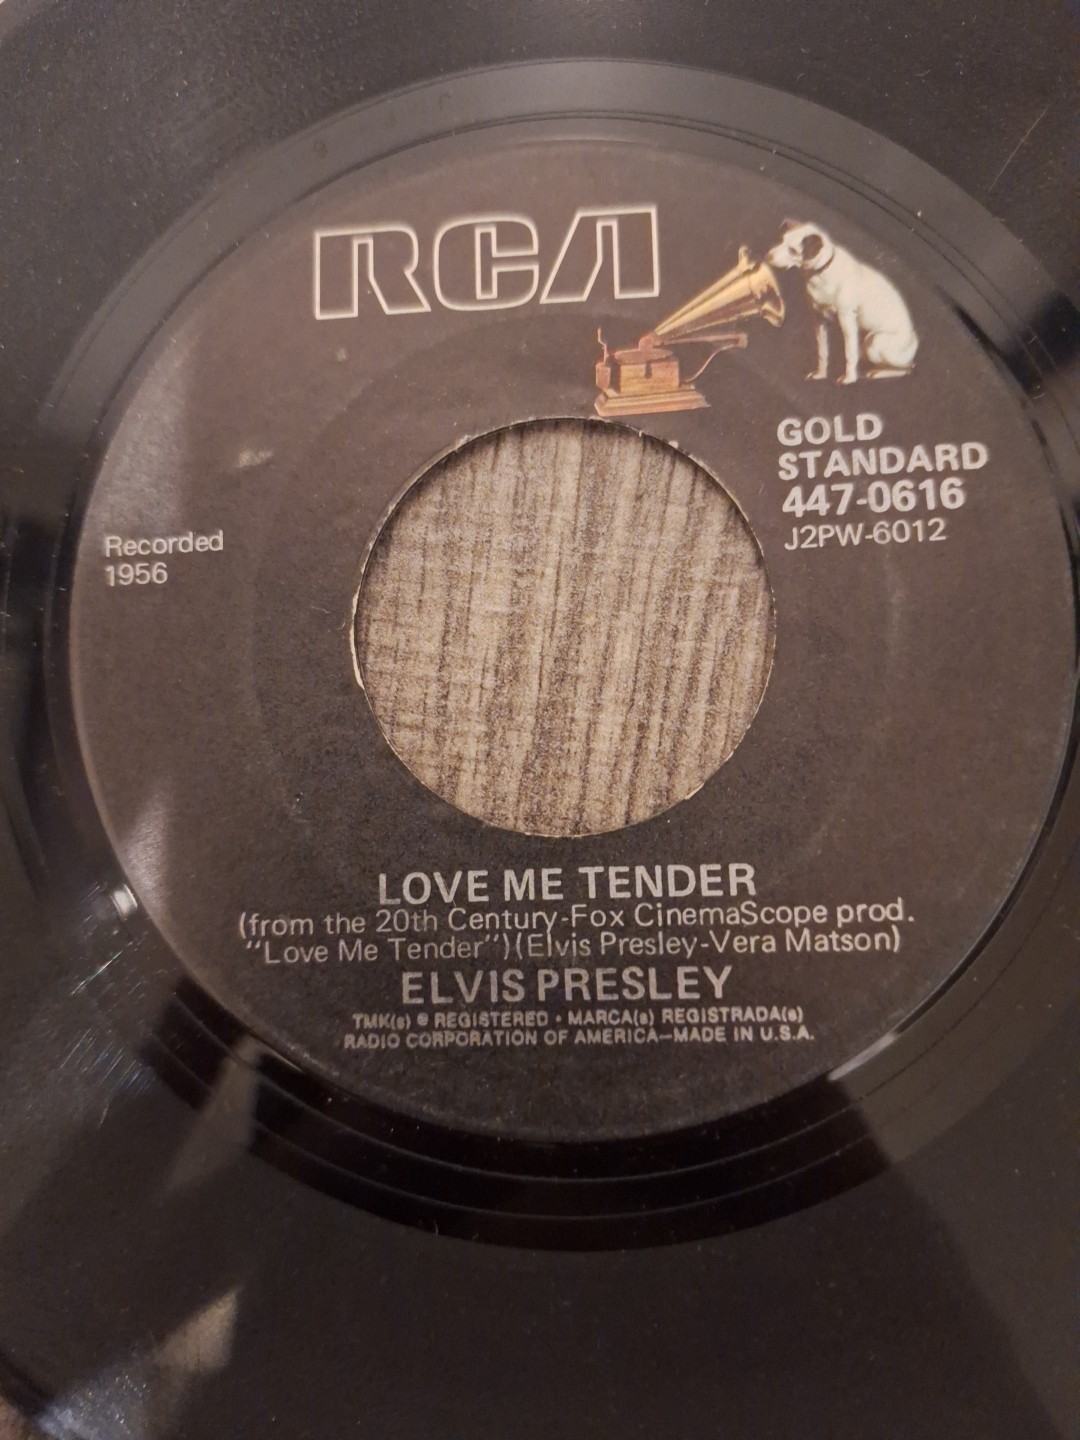 RCA
GOLD
STANDARD
447-0616
J2PW-6012
Recorded
1956
LOVE ME TENDER
(from the 20th Century-Fox CinemaScope prod.
"Love Me Tender")(Elvis Presley-Vera Matson)
ELVIS PRESLEY
TMK(s) ® REGISTERED • MARCA(s) REGISTRADA(s)
RADIO CORPORATION OF AMERICA—MADE IN U.S.A.